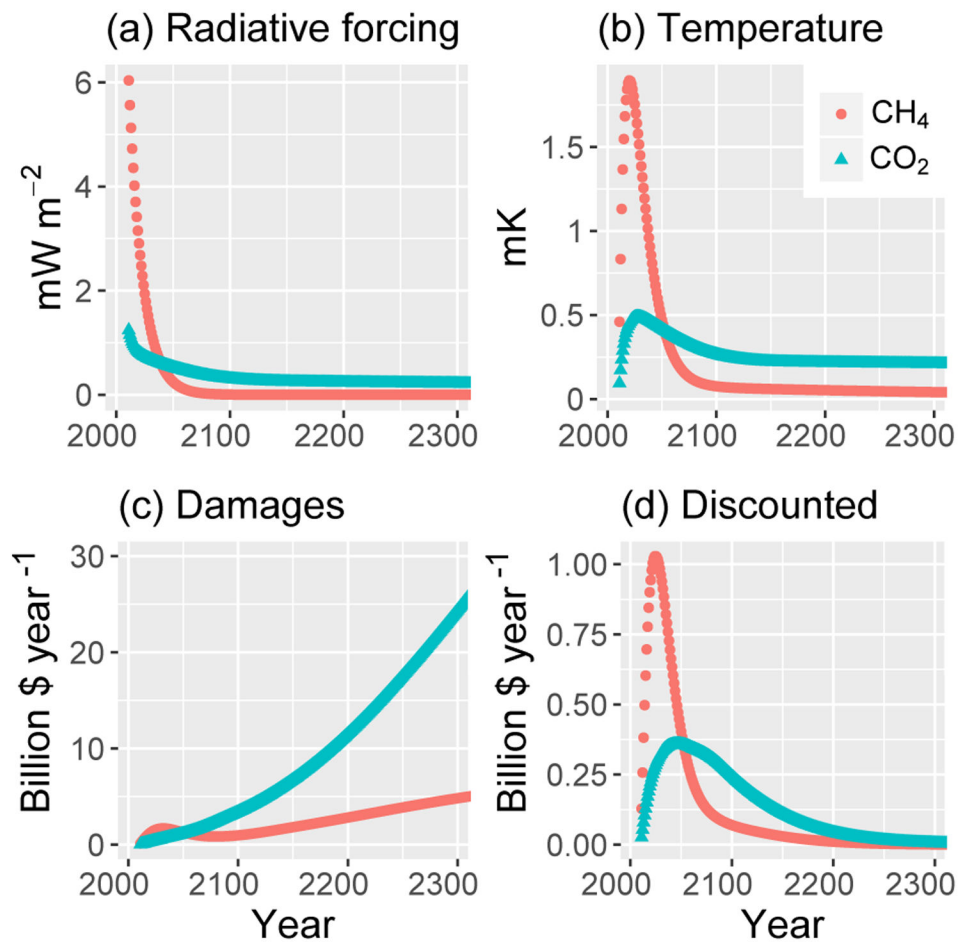 (a) Radiative forcing
6
4
2
0
mW m⁻²
2000 2100 2200 2300
(b) Temperature
1.5
1
0.5
0
mK
CH₄
CO₂
2000 2100 2200 2300
(c) Damages
30
20
10
0
Billion $ year ⁻¹
2000 2100 2200 2300
Year
(d) Discounted
1.00
0.75
0.50
0.25
0.00
Billion $ year ⁻¹
2000 2100 2200 2300
Year